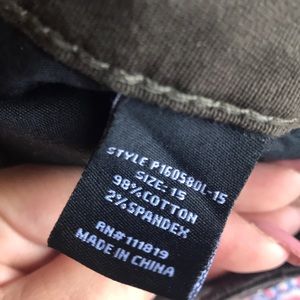 STYLE P160580L-15
SIZE: 15
98%COTTON
2%SPANDEX
RN#111819
MADE IN CHINA